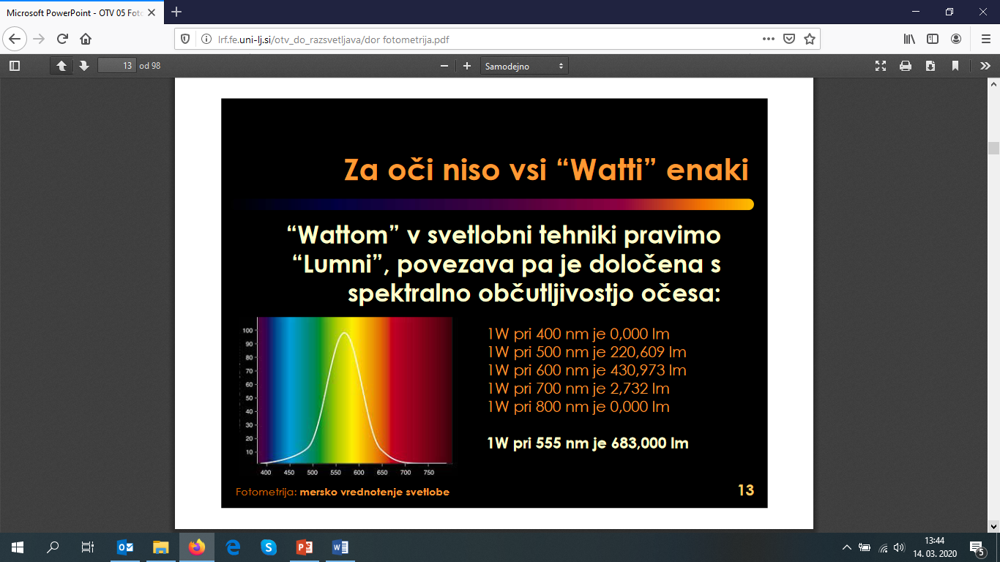 Microsoft PowerPoint - OTV 05 Foto
lrf.fe.uni-lj.si/otv_do_razsvetljava/dor fotometrija.pdf
13 od 98
Samodejno
Za oči niso vsi “Watti” enaki
“Wattom” v svetlobni tehniki pravimo
“Lumni”, povezava pa je določena s
spektralno občutljivostjo očesa:
100
90
80
70
60
50
40
30
20
10
400 450 500 550 600 650 700 750
1W pri 400 nm je 0,000 lm
1W pri 500 nm je 220,609 lm
1W pri 600 nm je 430,973 lm
1W pri 700 nm je 2,732 lm
1W pri 800 nm je 0,000 lm
1W pri 555 nm je 683,000 lm
Fotometrija: mersko vrednotenje svetlobe
13
13:44
14. 03. 2020
5